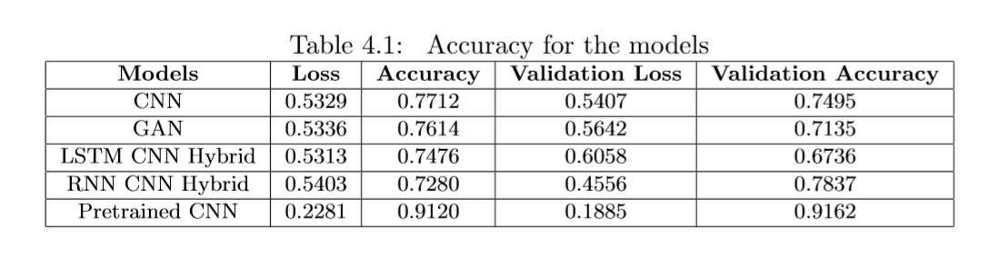 Table 4.1: Accuracy for the models
Models Loss Accuracy Validation Loss Validation Accuracy
CNN 0.5329 0.7712 0.5407 0.7495
GAN 0.5336 0.7614 0.5642 0.7135
LSTM CNN Hybrid 0.5313 0.7476 0.6058 0.6736
RNN CNN Hybrid 0.5403 0.7280 0.4556 0.7837
Pretrained CNN 0.2281 0.9120 0.1885 0.9162